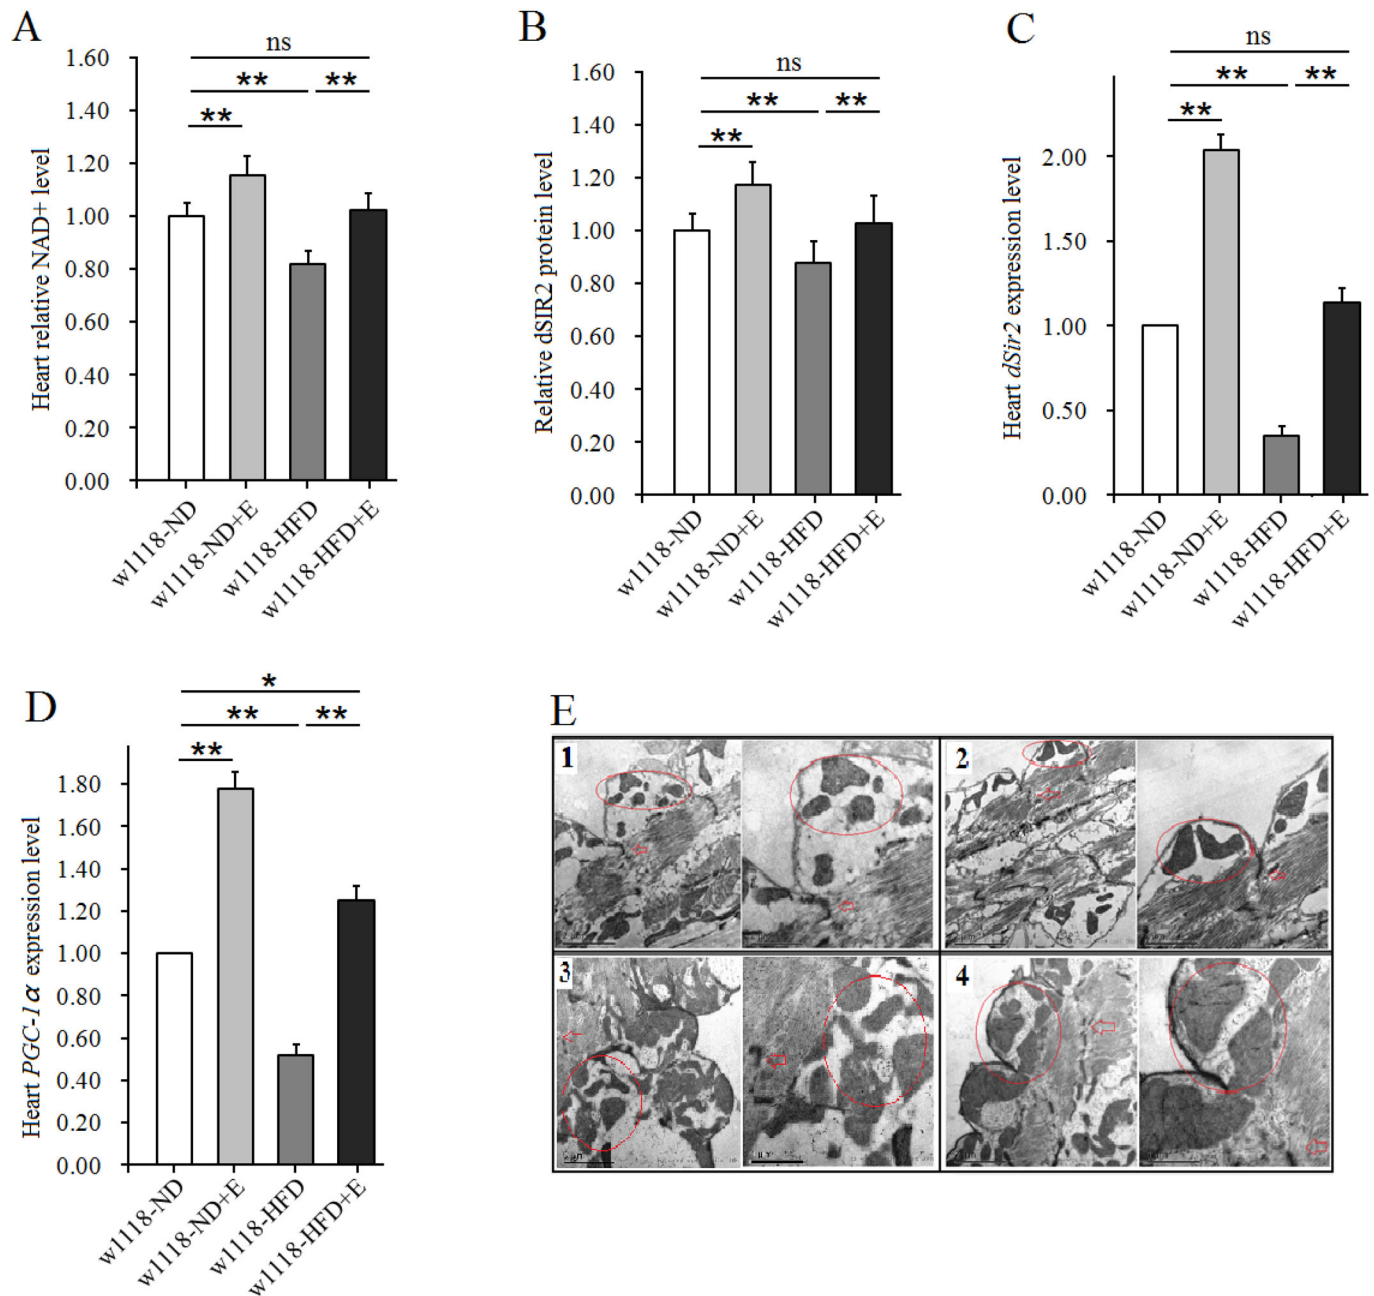 A
ns
** **
**
1.60
1.40
1.20
1.00
0.80
0.60
0.40
0.20
0.00
Heart relative NAD+ level
w1118-ND
w1118-ND+E
w1118-HFD
w1118-HFD+E
B
ns
** **
**
1.60
1.40
1.20
1.00
0.80
0.60
0.40
0.20
0.00
Relative dSIR2 protein level
w1118-ND
w1118-ND+E
w1118-HFD
w1118-HFD+E
C
ns
** **
**
2.00
1.50
1.00
0.50
0.00
Heart dSir2 expression level
w1118-ND
w1118-ND+E
w1118-HFD
w1118-HFD+E
D
*
** **
**
1.80
1.60
1.40
1.20
1.00
0.80
0.60
0.40
0.20
0.00
Heart PGC-1α expression level
w1118-ND
w1118-ND+E
w1118-HFD
w1118-HFD+E
E
1
2
3
4